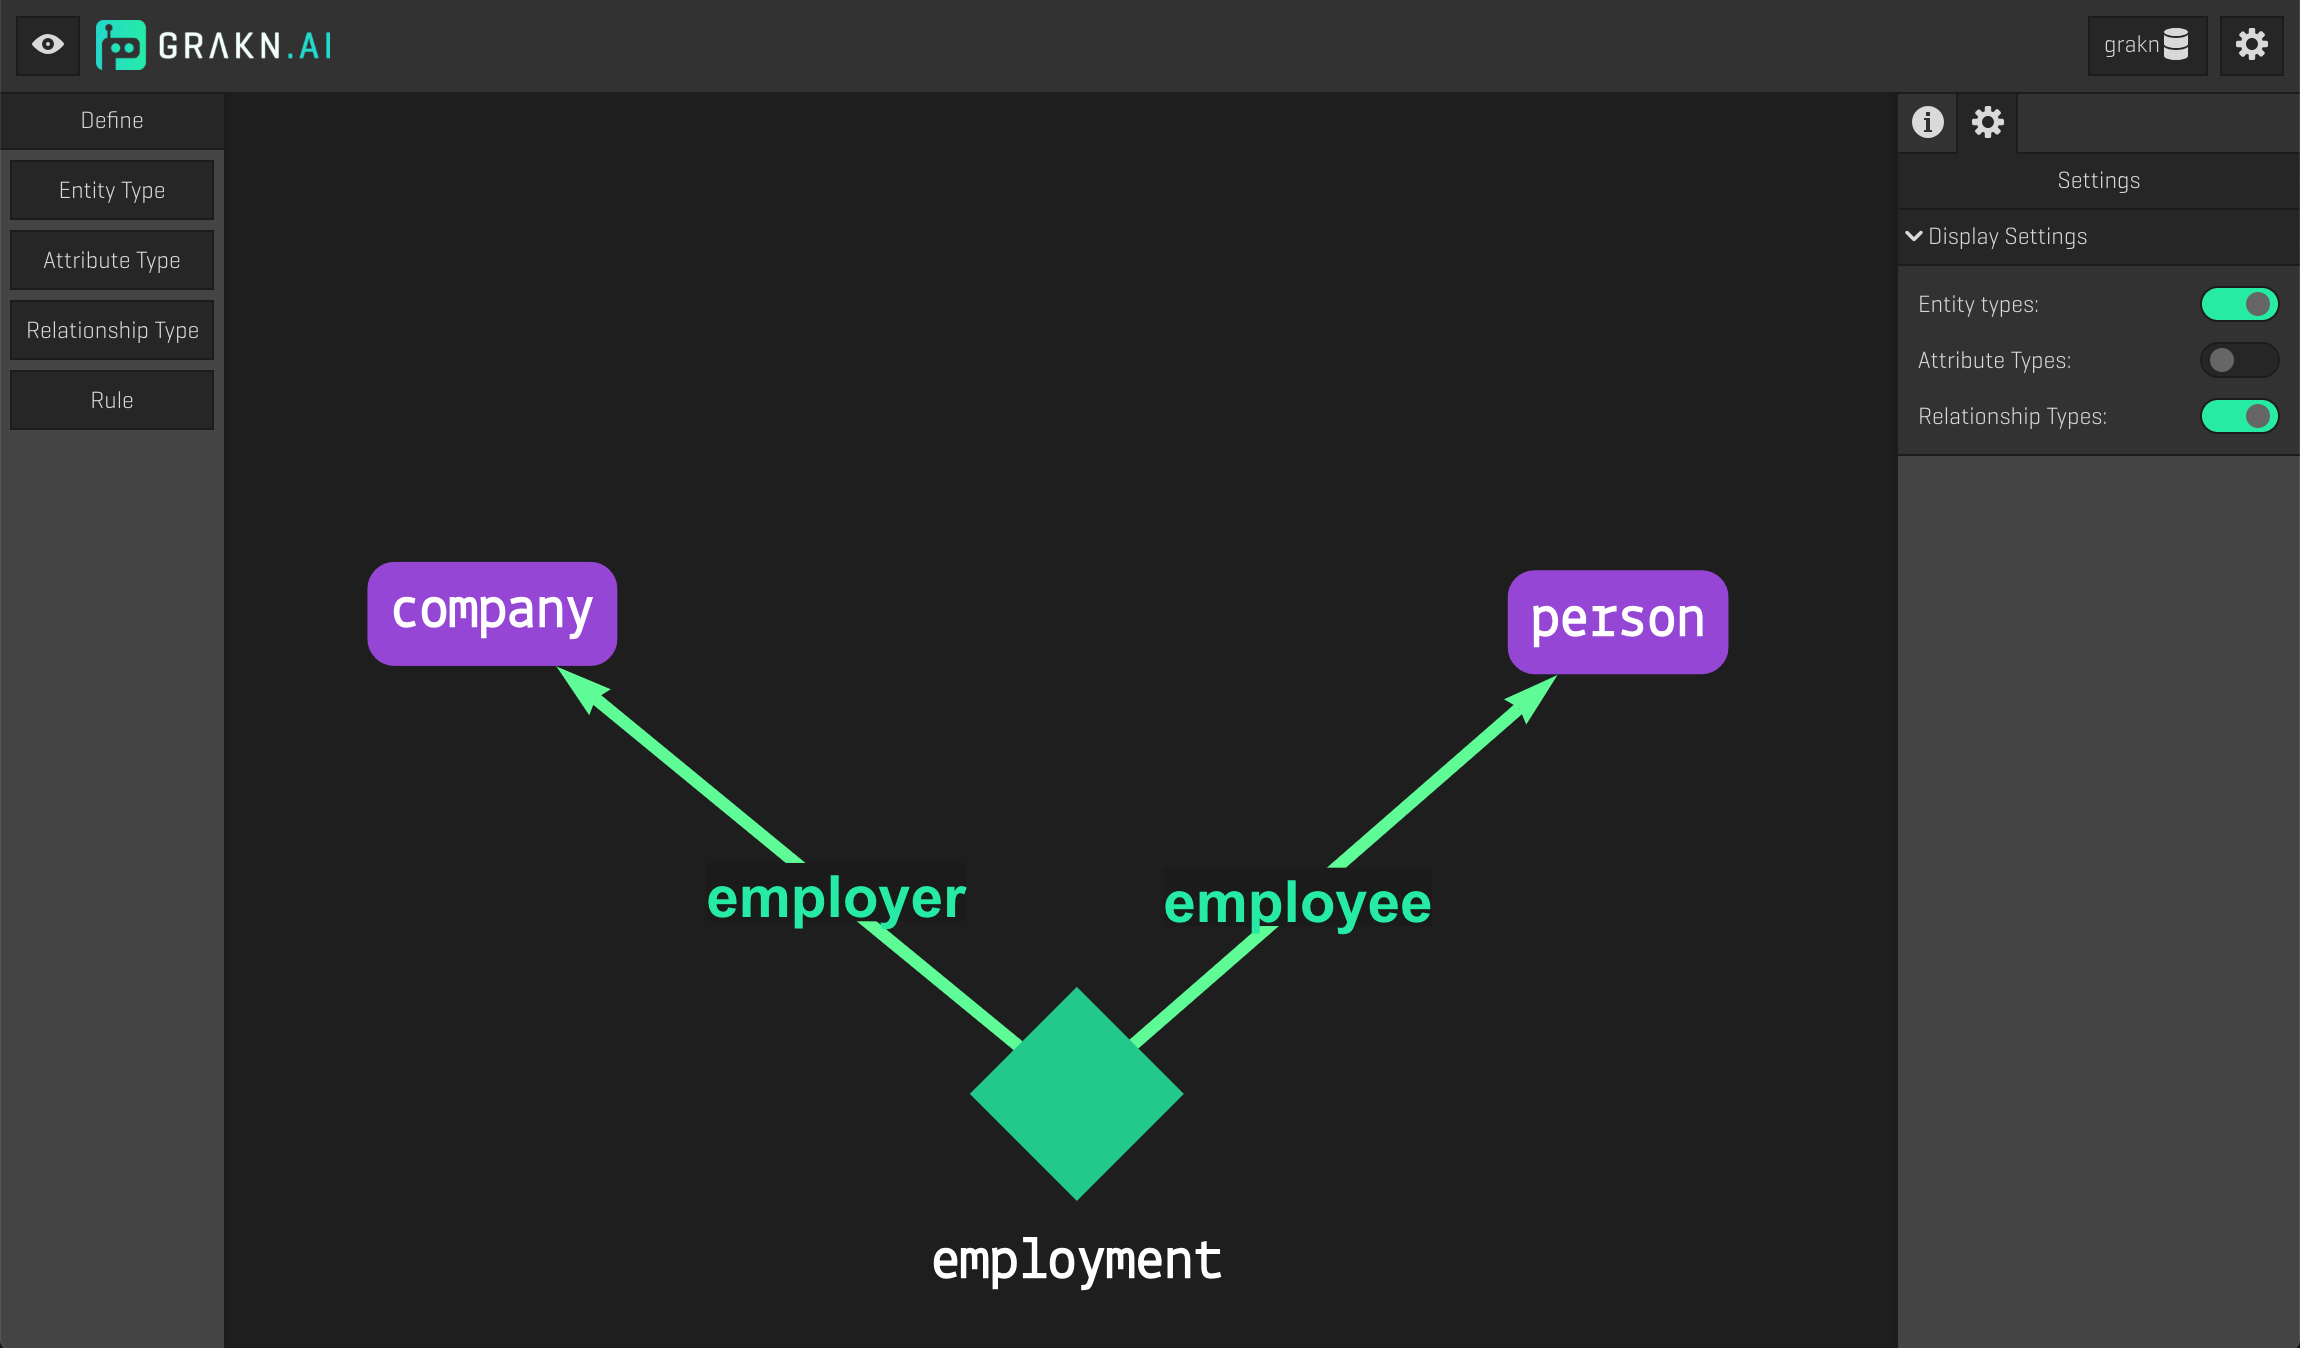 GRAKN.AI
grakn
Define
Entity Type
Attribute Type
Relationship Type
Rule
company
person
employer
employee
employment
Settings
Display Settings
Entity types:
Attribute Types:
Relationship Types: